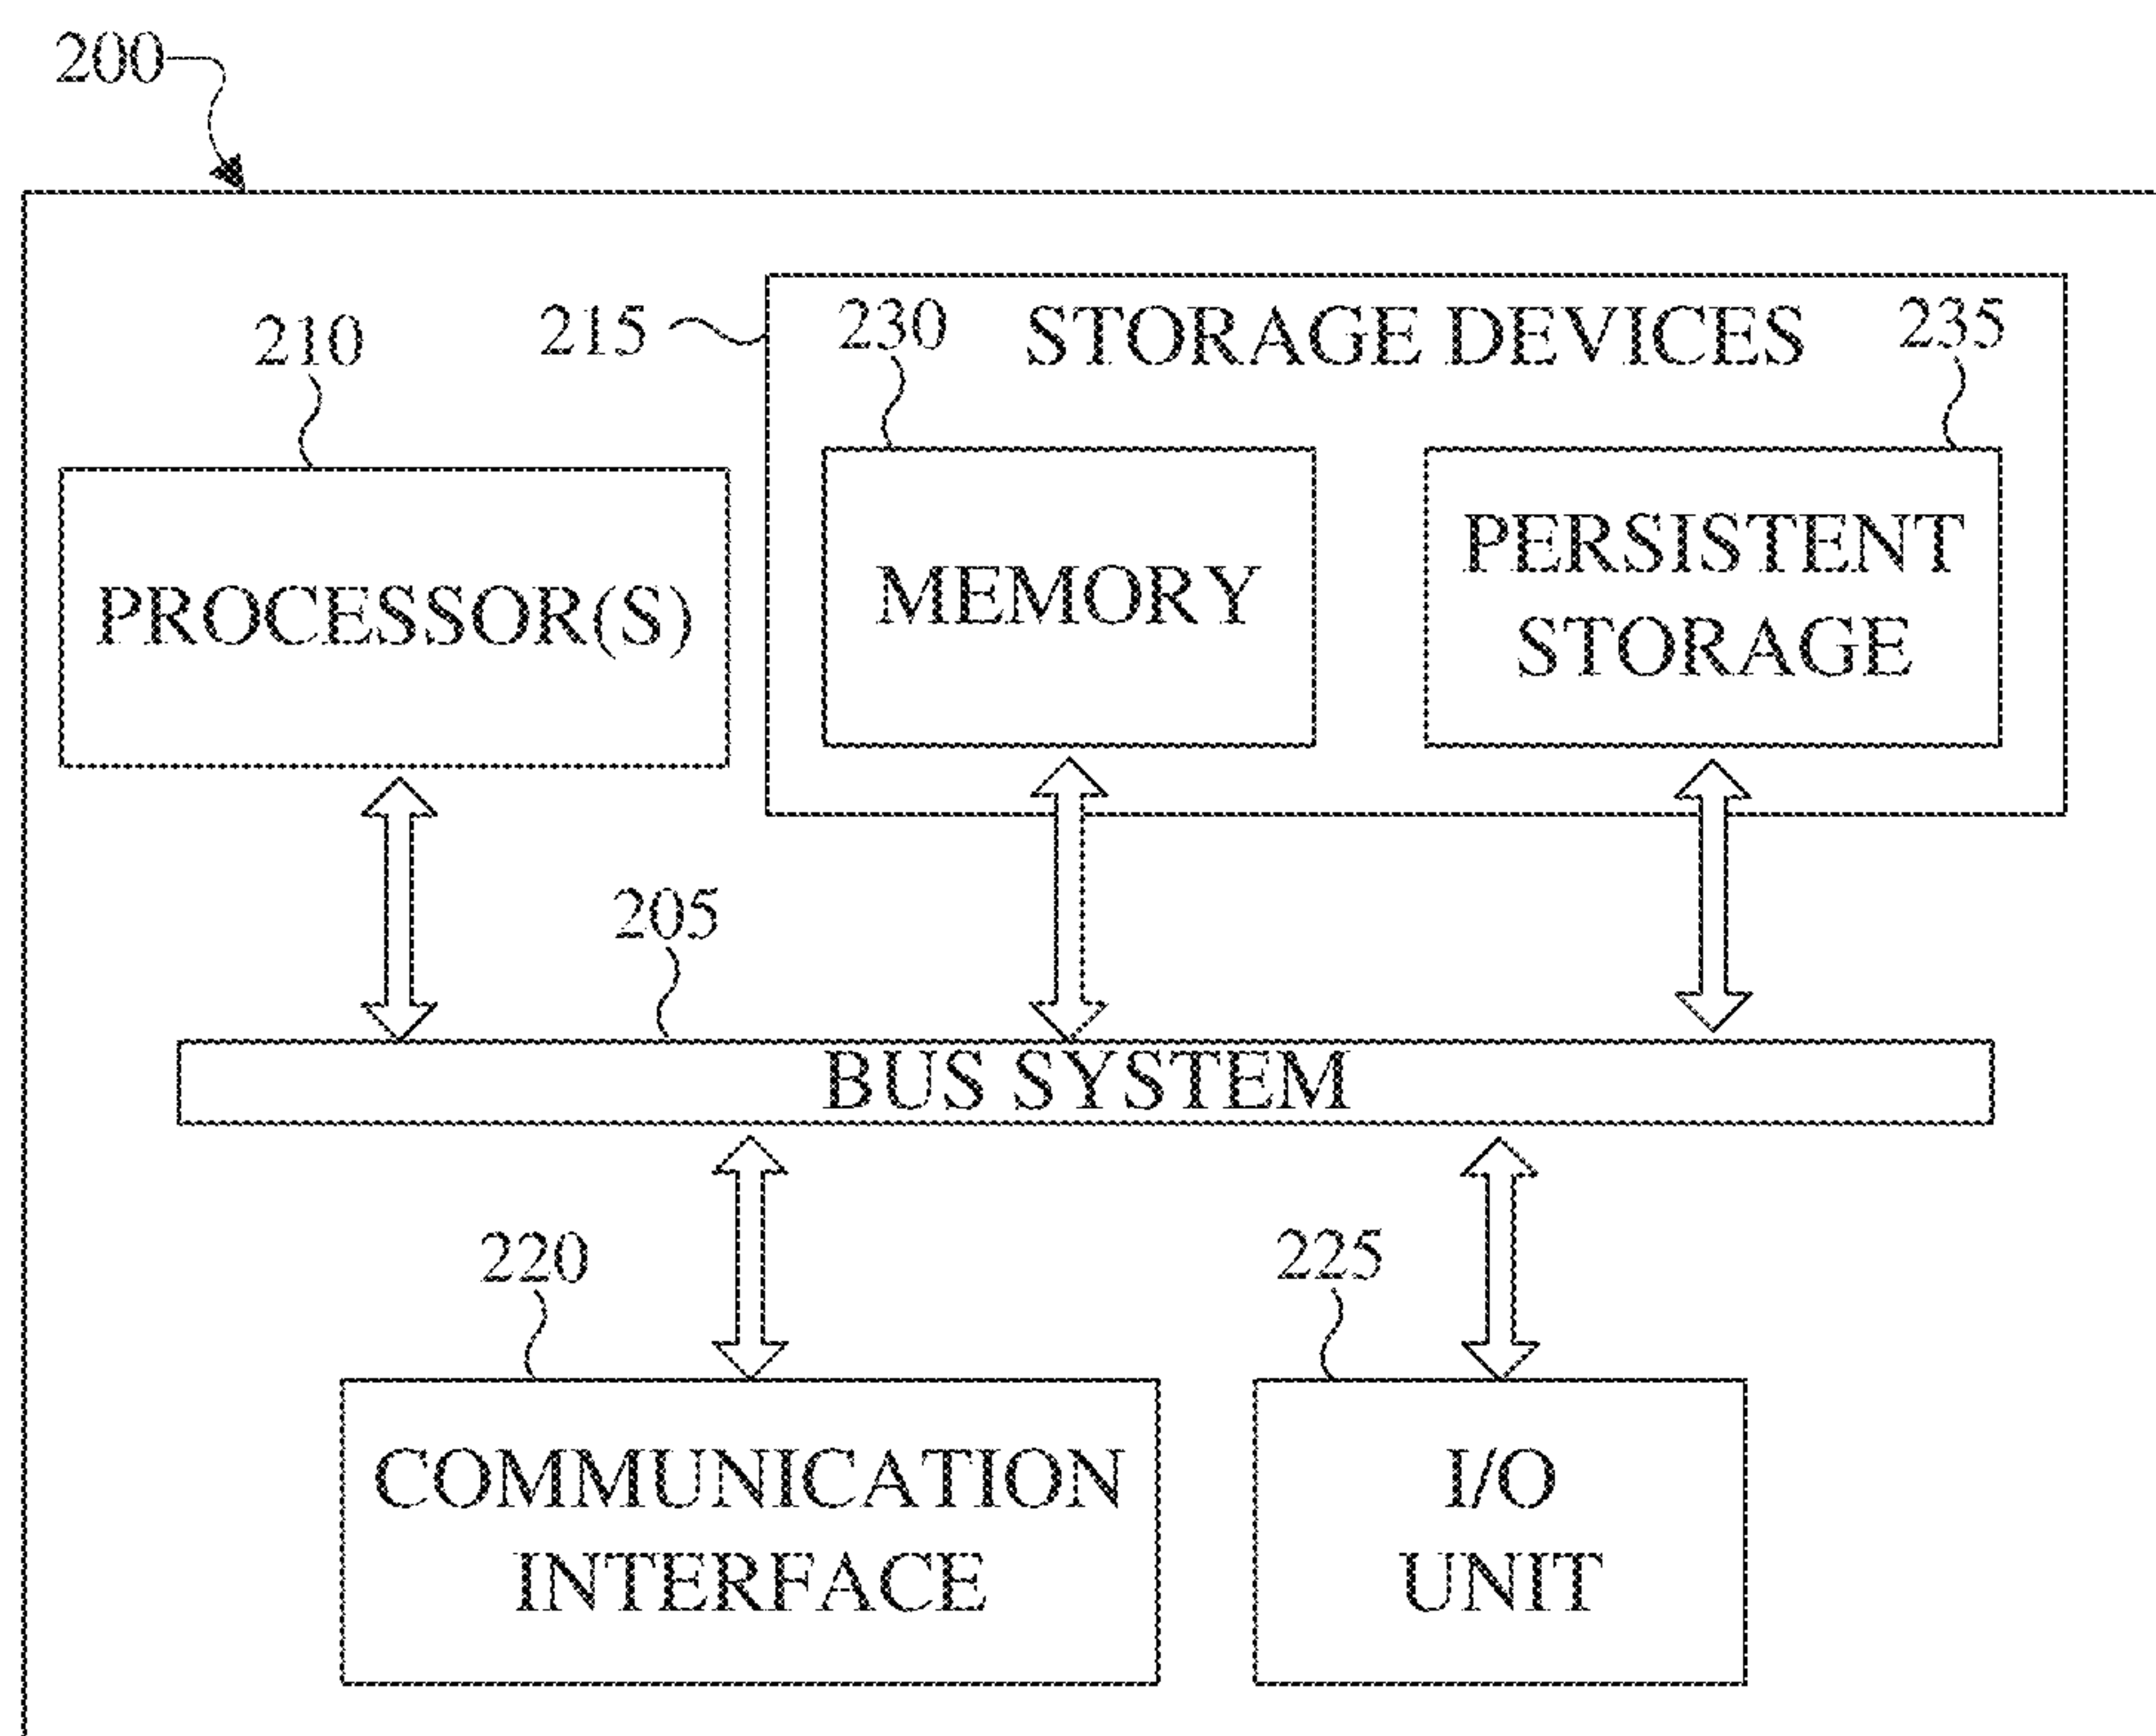 200
210
215
230
STORAGE DEVICES
235
PROCESSOR(S)
MEMORY
PERSISTENT
STORAGE
205
BUS SYSTEM
220
225
COMMUNICATION
INTERFACE
I/O
UNIT